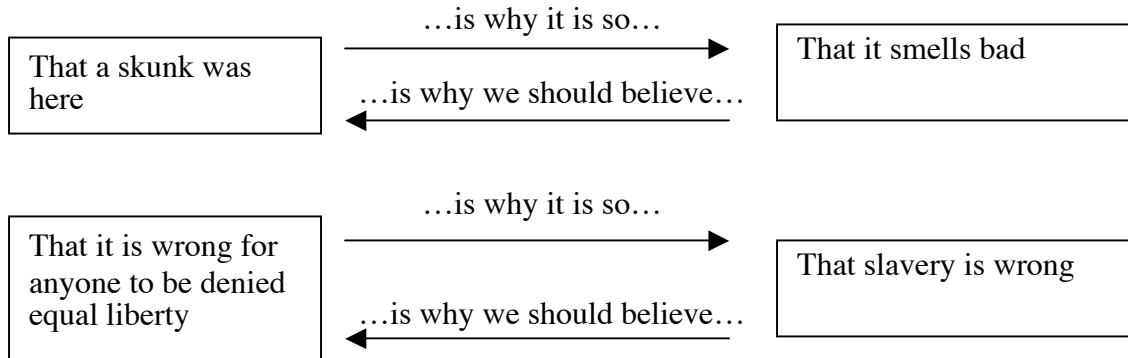 …is why it is so…
That a skunk was
here
That it smells bad
…is why we should believe…
…is why it is so…
That it is wrong for
anyone to be denied
equal liberty
That slavery is wrong
…is why we should believe…